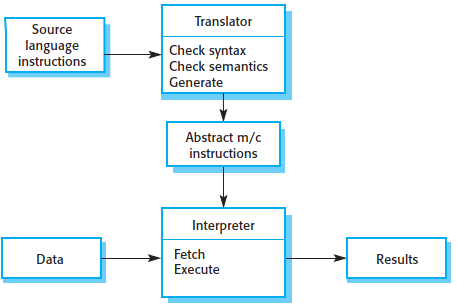 Source
language
instructions
Translator
Check syntax
Check semantics
Generate
Abstract m/c
instructions
Interpreter
Fetch
Execute
Data
Results